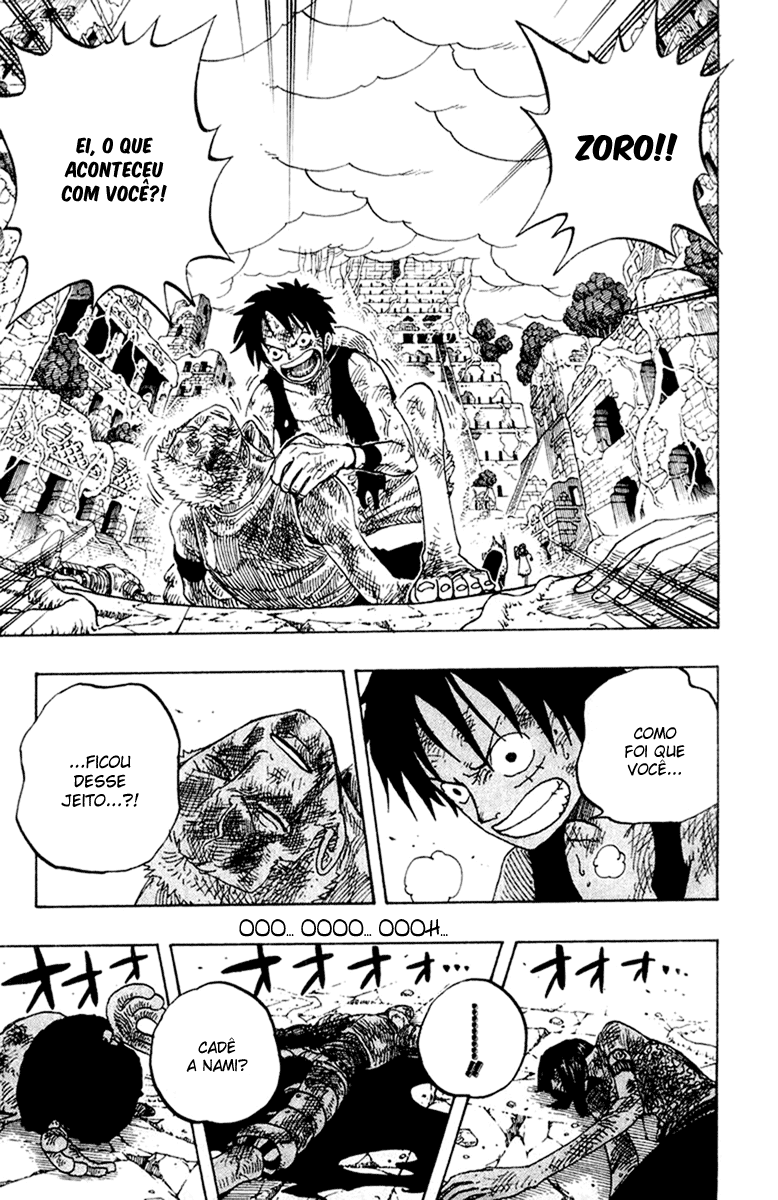 ZORO!!
EI, O QUE
ACONTECEU
COM VOCÊ?!
COMO
FOI QUE
VOCÊ...
...FICOU
DESSE
JEITO...?!
OOO... OOOO... OOOH...
オオオ...
オオオオ...
オオオ
......!!
CADÊ
A NAMI?